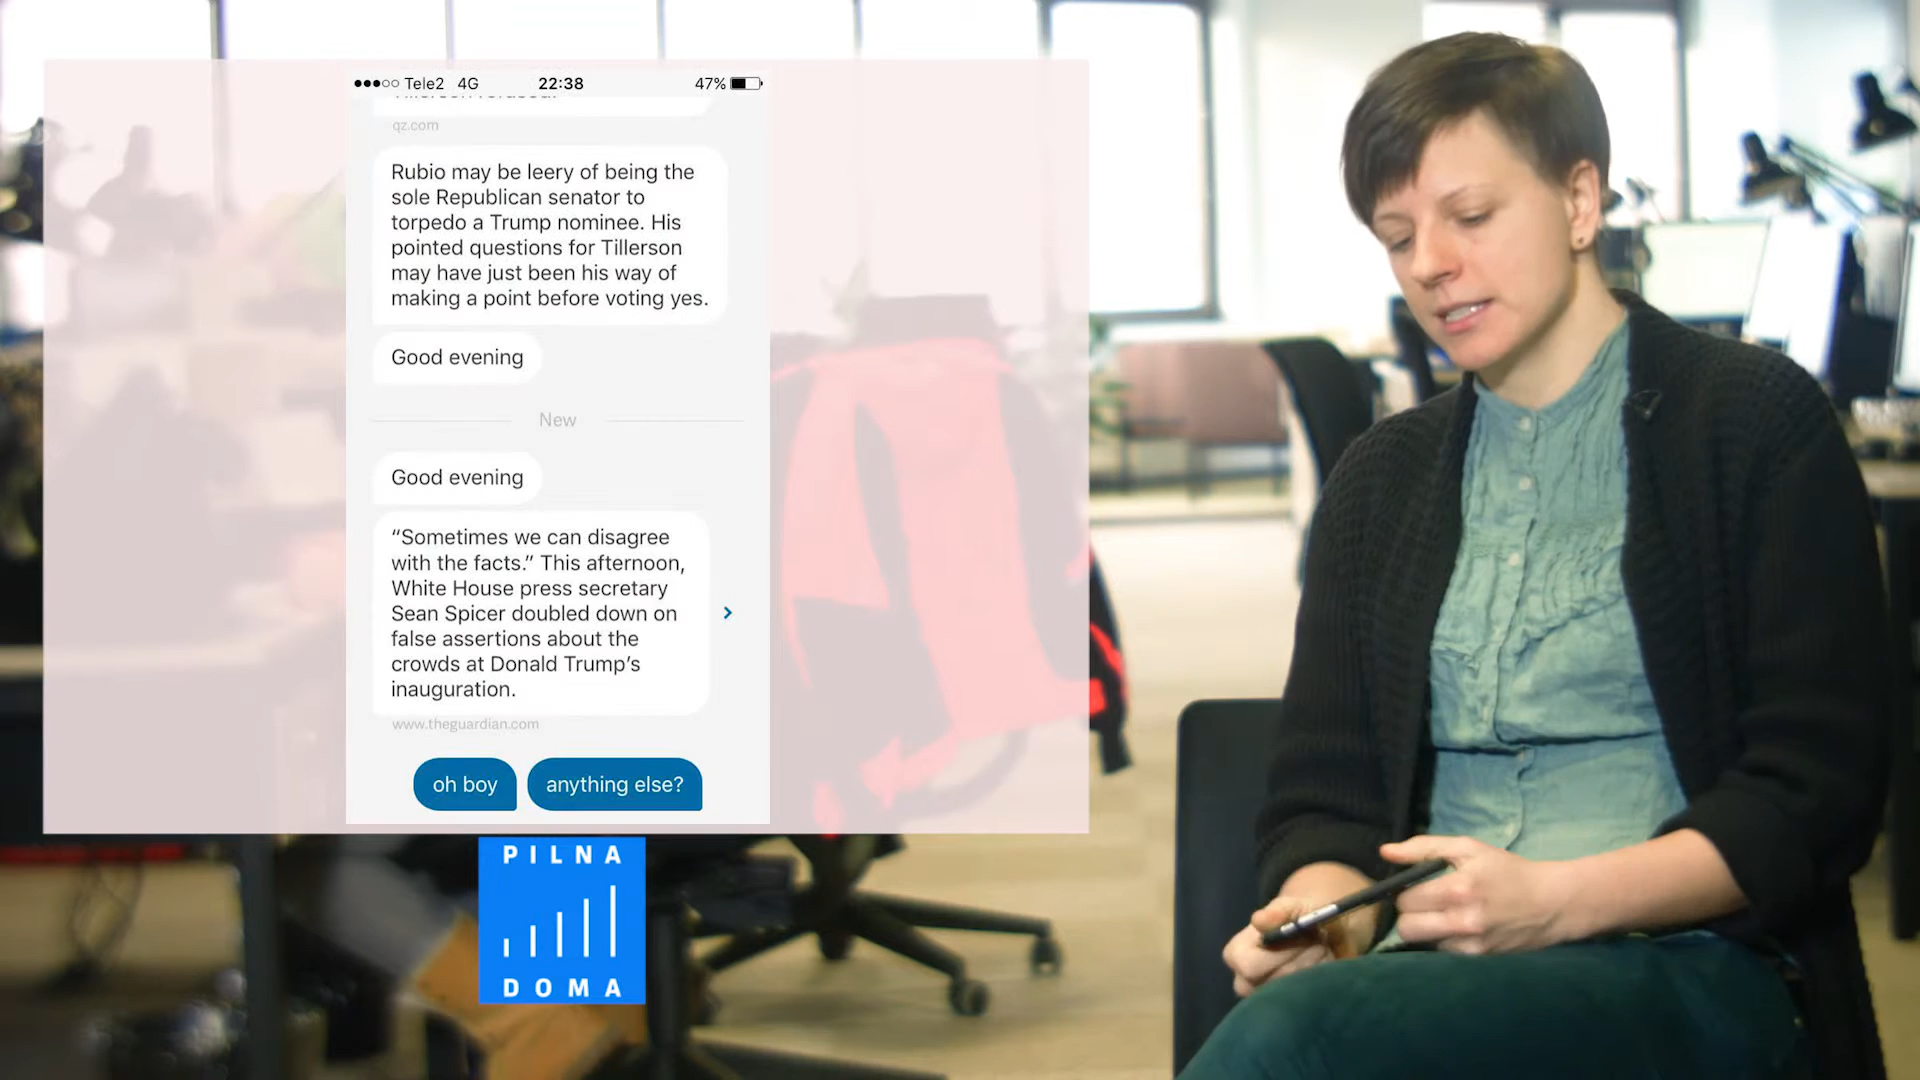 Tele2 4G 22:38 47%
qz.com
Rubio may be leery of being the
sole Republican senator to
torpedo a Trump nominee. His
pointed questions for Tillerson
may have just been his way of
making a point before voting yes.
Good evening
New
Good evening
“Sometimes we can disagree
with the facts.” This afternoon,
White House press secretary
Sean Spicer doubled down on
false assertions about the
crowds at Donald Trump’s
inauguration.
www.theguardian.com
oh boy
anything else?
PILNA
DOMA